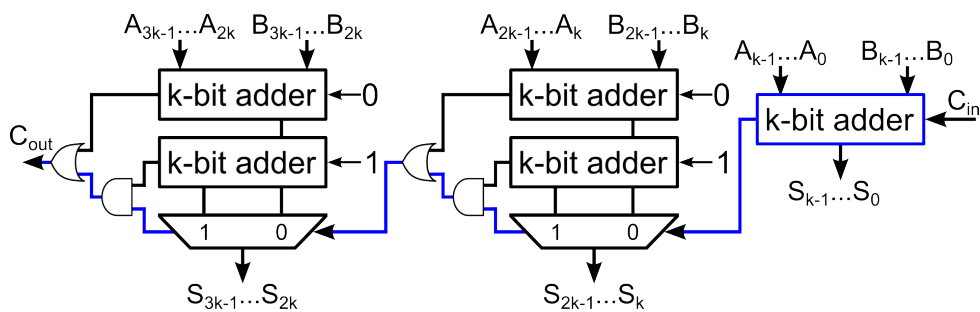 A3k-1...A2k B3k-1...B2k A2k-1...Ak B2k-1...Bk
Ak-1...A0 Bk-1...B0
k-bit adder 0 k-bit adder 0
k-bit adder Cin
Cout
k-bit adder 1 k-bit adder 1
Sk-1...S0
1 0 1 0
S3k-1...S2k S2k-1...Sk